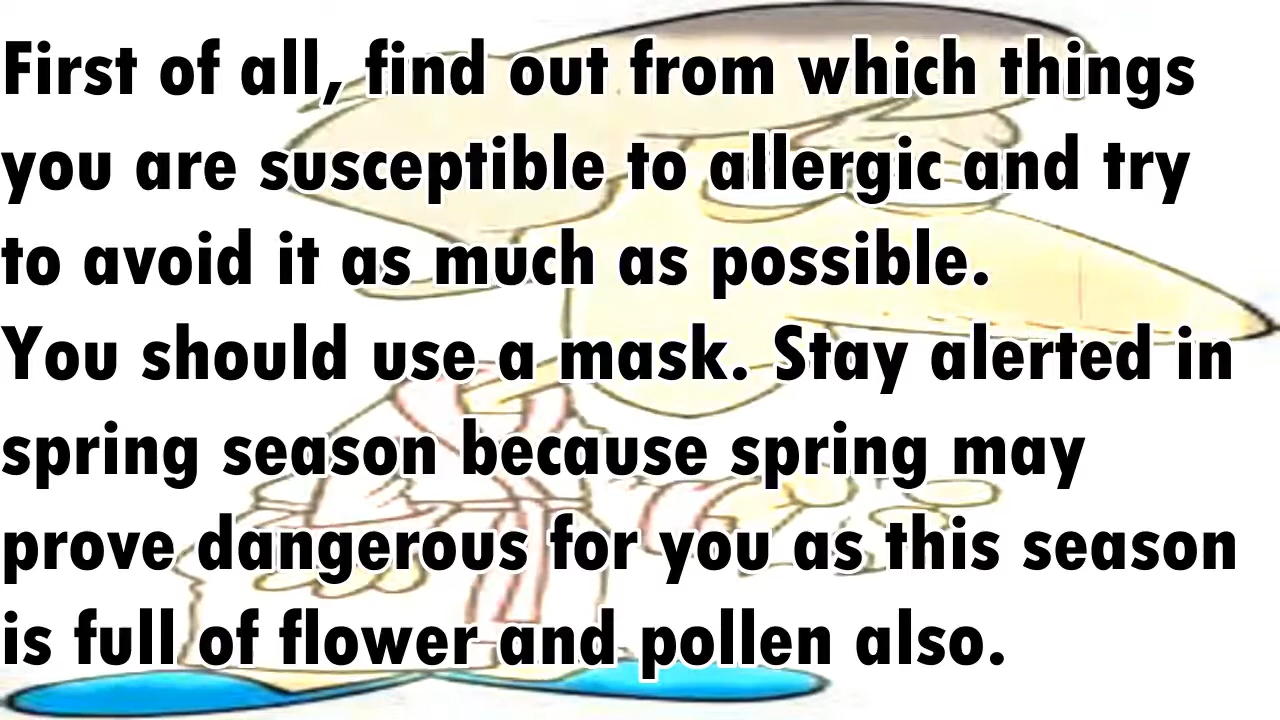 First of all, find out from which things
you are susceptible to allergic and try
to avoid it as much as possible.
You should use a mask. Stay alerted in
spring season because spring may
prove dangerous for you as this season
is full of flower and pollen also.